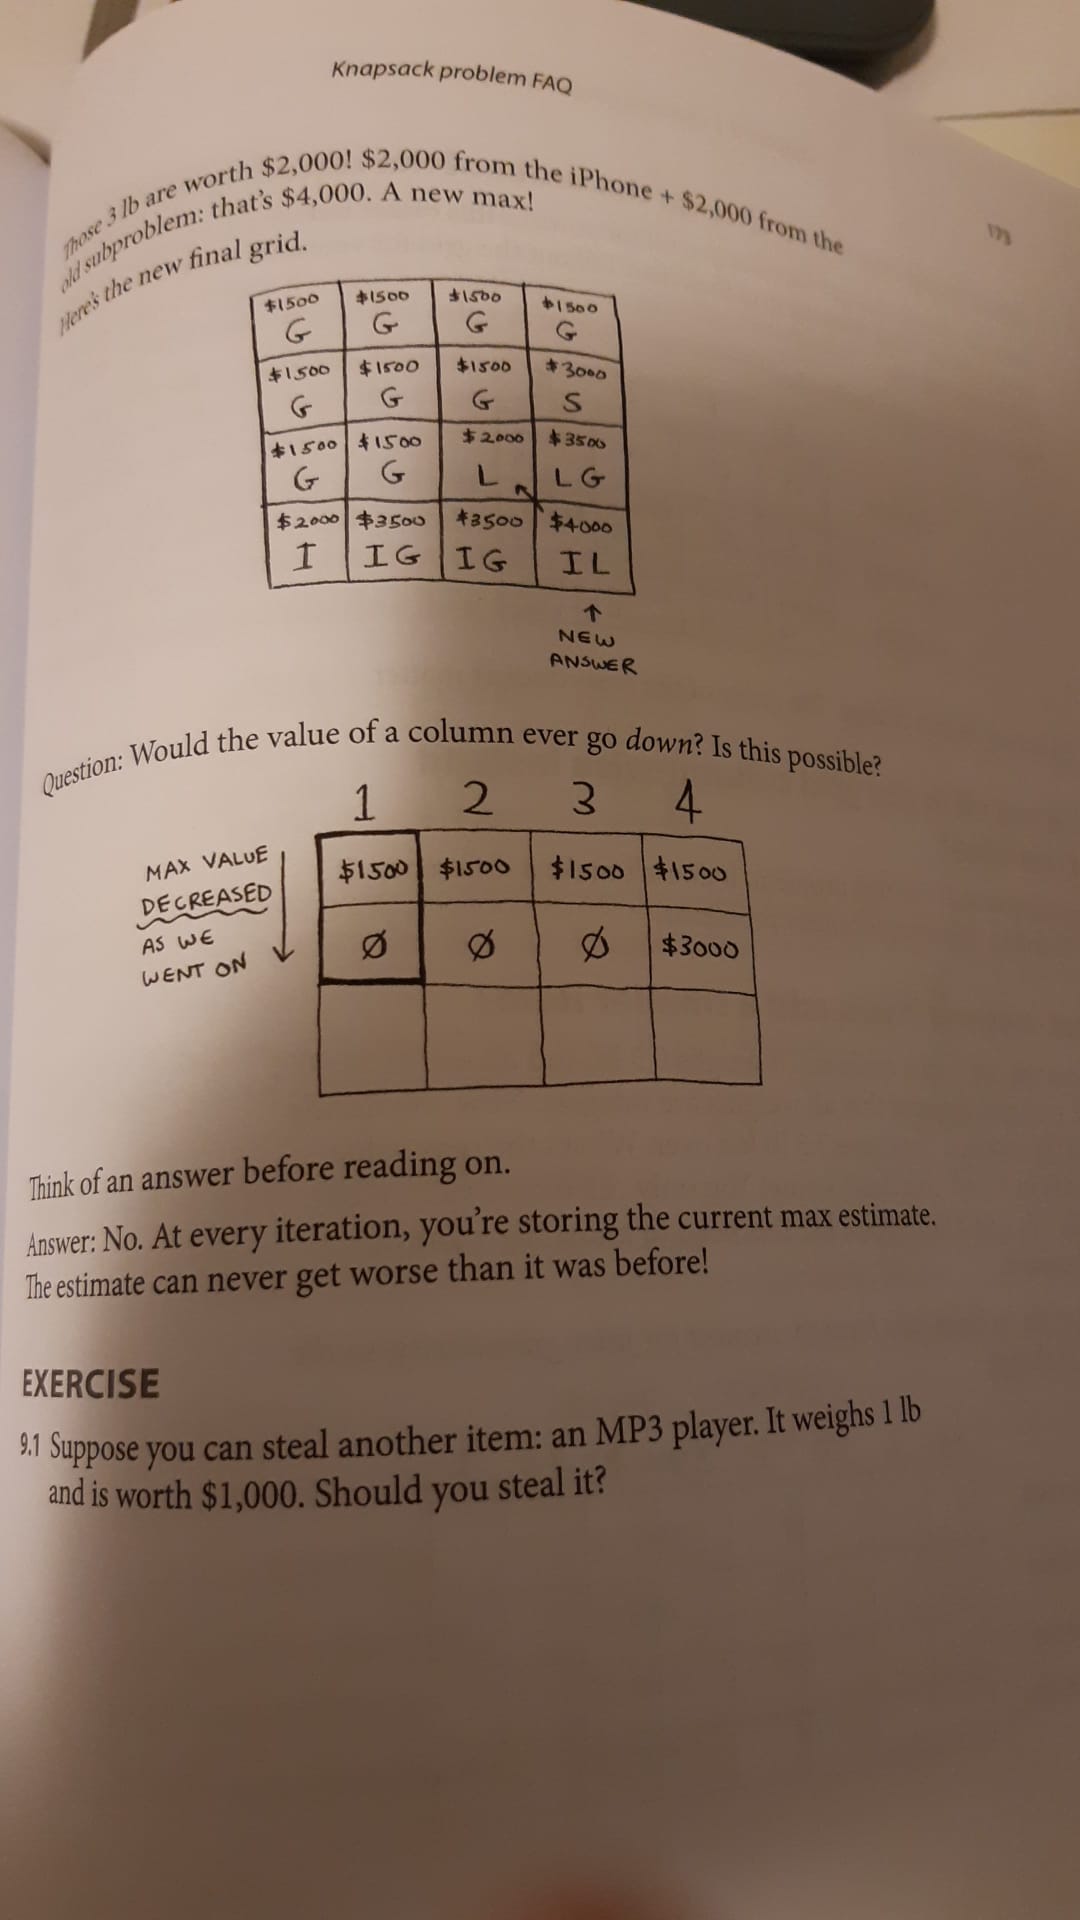 Knapsack problem FAQ
173
Those 3 lb are worth $2,000! $2,000 from the iPhone + $2,000 from the
old subproblem: that's $4,000. A new max!
Here's the new final grid.
$1500 $1500 $1500 $1500
G G G G
$1500 $1500 $1500 $3000
G G G S
$1500 $1500 $2000 $3500
G G L LG
$2000 $3500 $3500 $4000
I IG IG IL
↑
NEW
ANSWER
Question: Would the value of a column ever go down? Is this possible?
1 2 3 4
MAX VALUE
DECREASED
AS WE
WENT ON
$1500 $1500 $1500 $1500
Ø Ø Ø $3000
Think of an answer before reading on.
Answer: No. At every iteration, you're storing the current max estimate.
The estimate can never get worse than it was before!
EXERCISE
9.1 Suppose you can steal another item: an MP3 player. It weighs 1 lb
and is worth $1,000. Should you steal it?